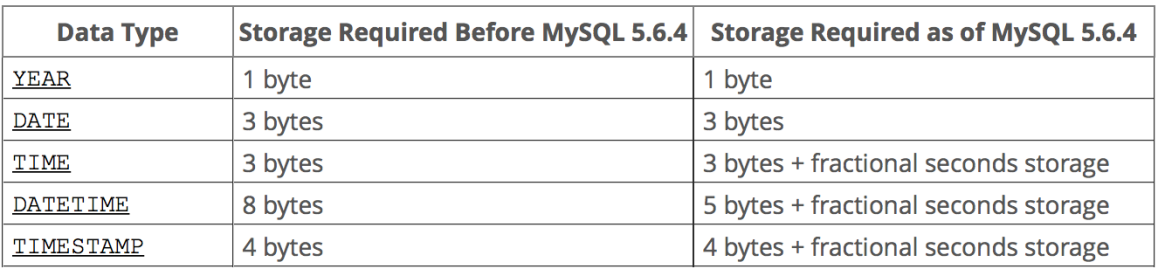 Data Type Storage Required Before MySQL 5.6.4 Storage Required as of MySQL 5.6.4
YEAR 1 byte 1 byte
DATE 3 bytes 3 bytes
TIME 3 bytes 3 bytes + fractional seconds storage
DATETIME 8 bytes 5 bytes + fractional seconds storage
TIMESTAMP 4 bytes 4 bytes + fractional seconds storage